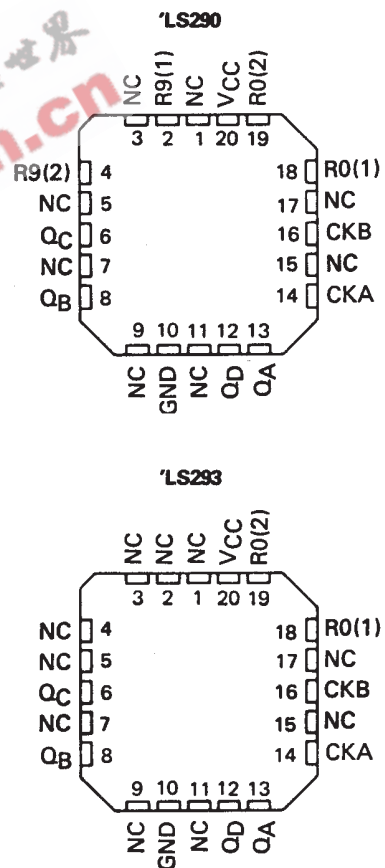 'LS290
NC R9(1) NC VCC R0(2)
3 2 1 20 19
R9(2) 4 18 R0(1)
NC 5 17 NC
QC 6 16 CKB
NC 7 15 NC
QB 8 14 CKA
9 10 11 12 13
NC GND NC QD QA
'LS293
NC NC NC VCC R0(2)
3 2 1 20 19
NC 4 18 R0(1)
NC 5 17 NC
QC 6 16 CKB
NC 7 15 NC
QB 8 14 CKA
9 10 11 12 13
NC GND NC QD QA